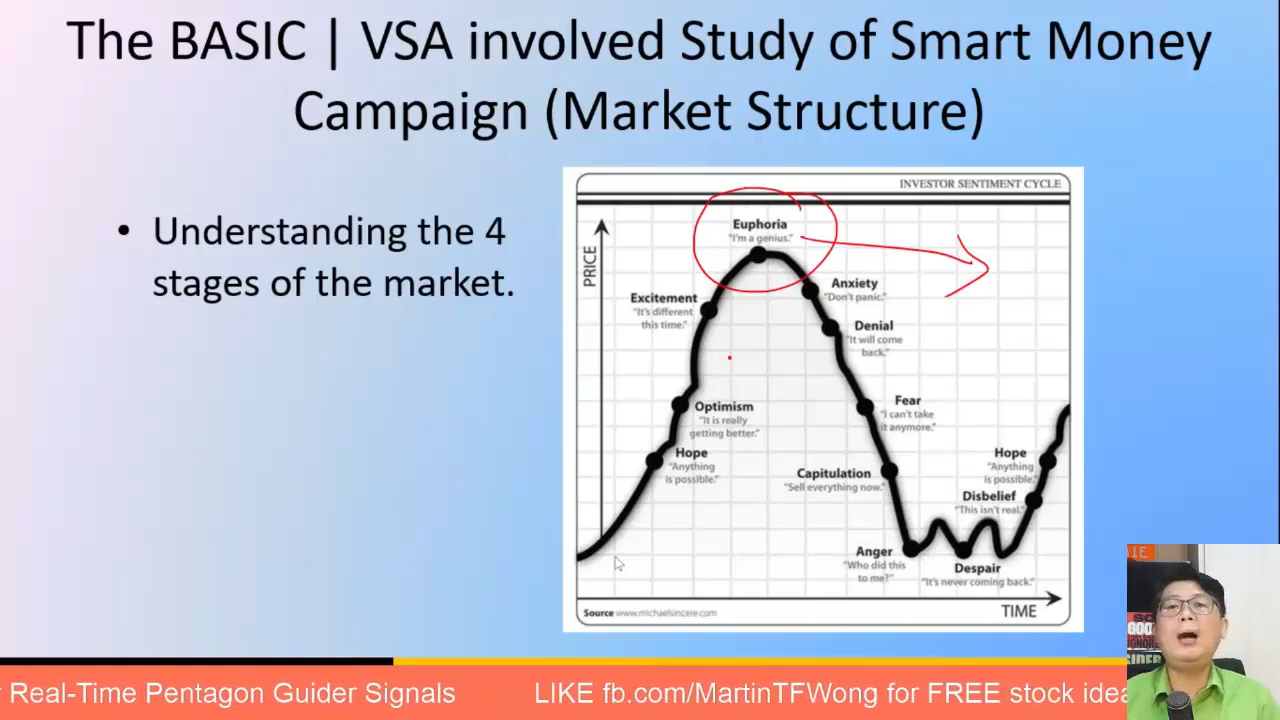 The BASIC | VSA involved Study of Smart Money
Campaign (Market Structure)
• Understanding the 4
stages of the market.
INVESTOR SENTIMENT CYCLE
PRICE
Euphoria
"I'm a genius."
Anxiety
"Don't panic."
Excitement
"It's different
this time."
Denial
"It will come
back."
Optimism
"It is really
getting better."
Fear
"I can't take
it anymore."
Hope
"Anything
is possible."
Capitulation
"Sell everything now."
Hope
"Anything
is possible."
Disbelief
"This isn't real."
Anger
"Who did this
to me?"
Despair
"It's never coming back."
Source www.michaelsincere.com
TIME
Real-Time Pentagon Guider Signals
LIKE fb.com/MartinTFWong for FREE stock idea